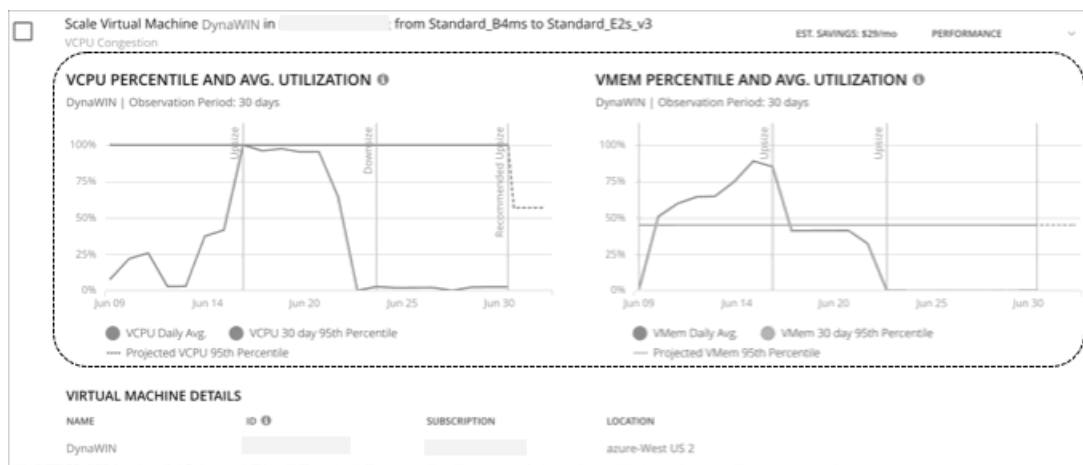 Scale Virtual Machine DynaWIN in ; from Standard_B4ms to Standard_E2s_v3
VCPU Congestion
EST. SAVINGS: $29/mo
PERFORMANCE
VCPU PERCENTILE AND AVG. UTILIZATION
DynaWIN | Observation Period: 30 days
100%
75%
50%
25%
0%
Upsize
Downsize
Recommended Upsize
Jun 09
Jun 14
Jun 20
Jun 25
Jun 30
VCPU Daily Avg.
VCPU 30 day 95th Percentile
Projected VCPU 95th Percentile
VMEM PERCENTILE AND AVG. UTILIZATION
DynaWIN | Observation Period: 30 days
100%
75%
50%
25%
0%
Upsize
Upsize
Jun 09
Jun 14
Jun 20
Jun 25
Jun 30
VMem Daily Avg.
VMem 30 day 95th Percentile
Projected VMem 95th Percentile
VIRTUAL MACHINE DETAILS
NAME
ID
SUBSCRIPTION
LOCATION
DynaWIN
azure-West US 2